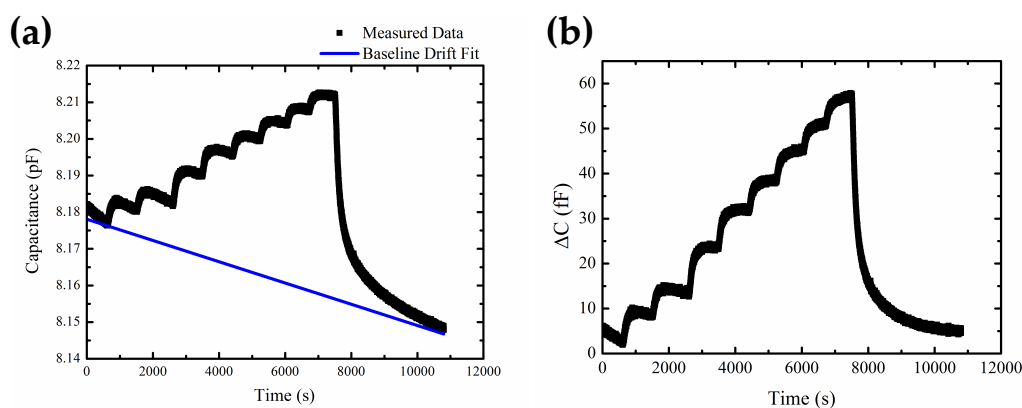 (a)
Measured Data
Baseline Drift Fit
8.22
8.21
8.20
8.19
8.18
8.17
8.16
8.15
8.14
Capacitance (pF)
0 2000 4000 6000 8000 10000 12000
Time (s)
(b)
60
50
40
30
20
10
0
ΔC (fF)
0 2000 4000 6000 8000 10000 12000
Time (s)